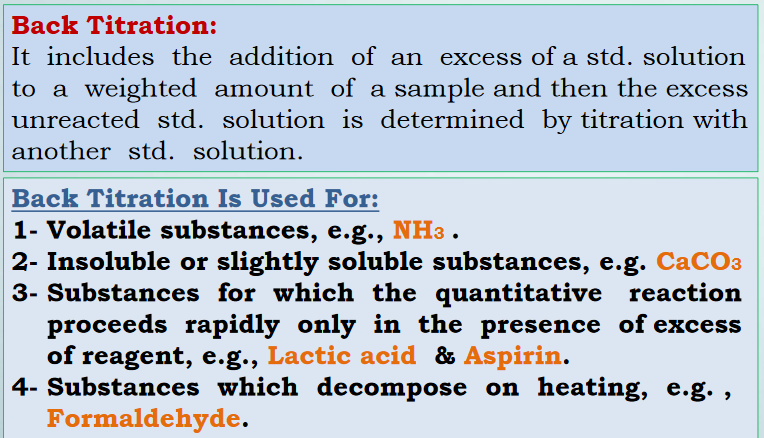 Back Titration:
It includes the addition of an excess of a std. solution
to a weighted amount of a sample and then the excess
unreacted std. solution is determined by titration with
another std. solution.
Back Titration Is Used For:
1- Volatile substances, e.g., NH3 .
2- Insoluble or slightly soluble substances, e.g. CaCO3
3- Substances for which the quantitative reaction
proceeds rapidly only in the presence of excess
of reagent, e.g., Lactic acid & Aspirin.
4- Substances which decompose on heating, e.g. ,
Formaldehyde.